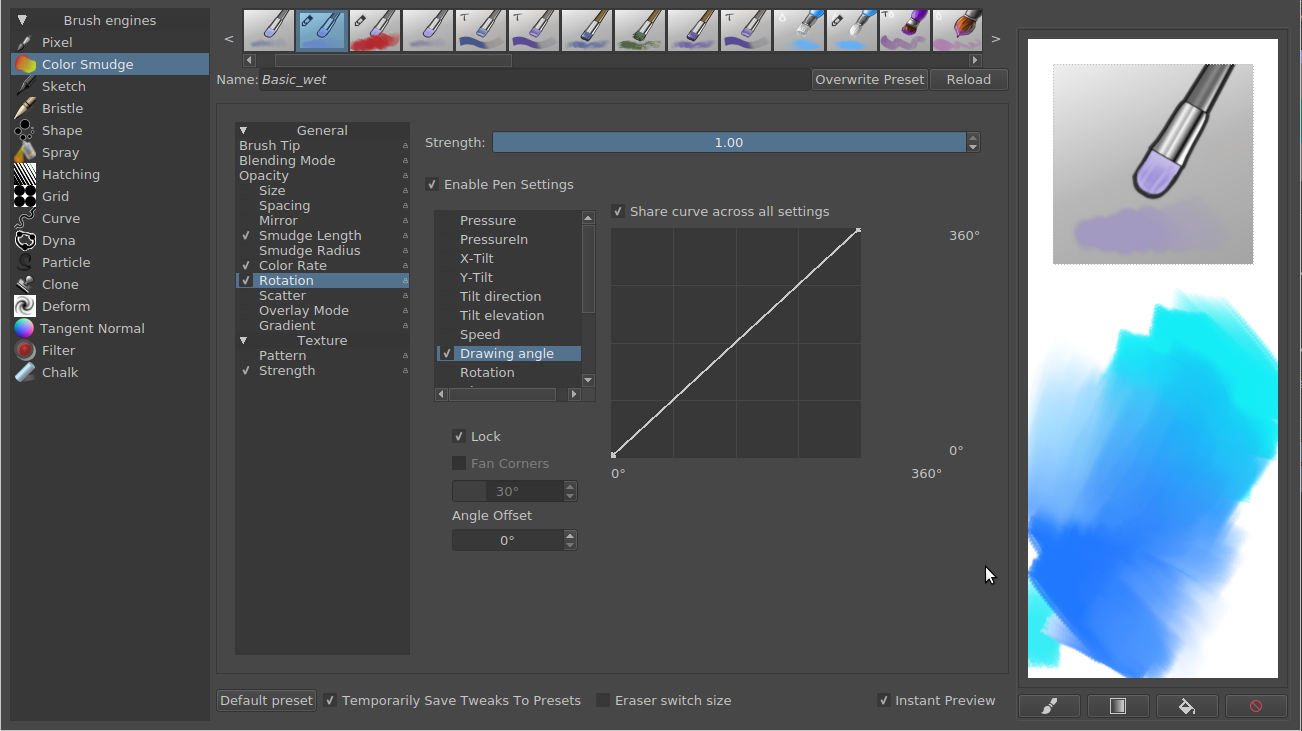 Brush engines
Pixel
Color Smudge
Sketch
Bristle
Shape
Spray
Hatching
Grid
Curve
Dyna
Particle
Clone
Deform
Tangent Normal
Filter
Chalk
< >
Name: Basic_wet Overwrite Preset Reload
General
Brush Tip
Blending Mode
Opacity
Size
Spacing
Mirror
Smudge Length
Smudge Radius
Color Rate
Rotation
Scatter
Overlay Mode
Gradient
Texture
Pattern
Strength
Strength: 1.00
Enable Pen Settings
Pressure
PressureIn
X-Tilt
Y-Tilt
Tilt direction
Tilt elevation
Speed
Drawing angle
Rotation
Share curve across all settings
360°
0°
0° 360°
Lock
Fan Corners
30°
Angle Offset
0°
Default preset Temporarily Save Tweaks To Presets Eraser switch size Instant Preview